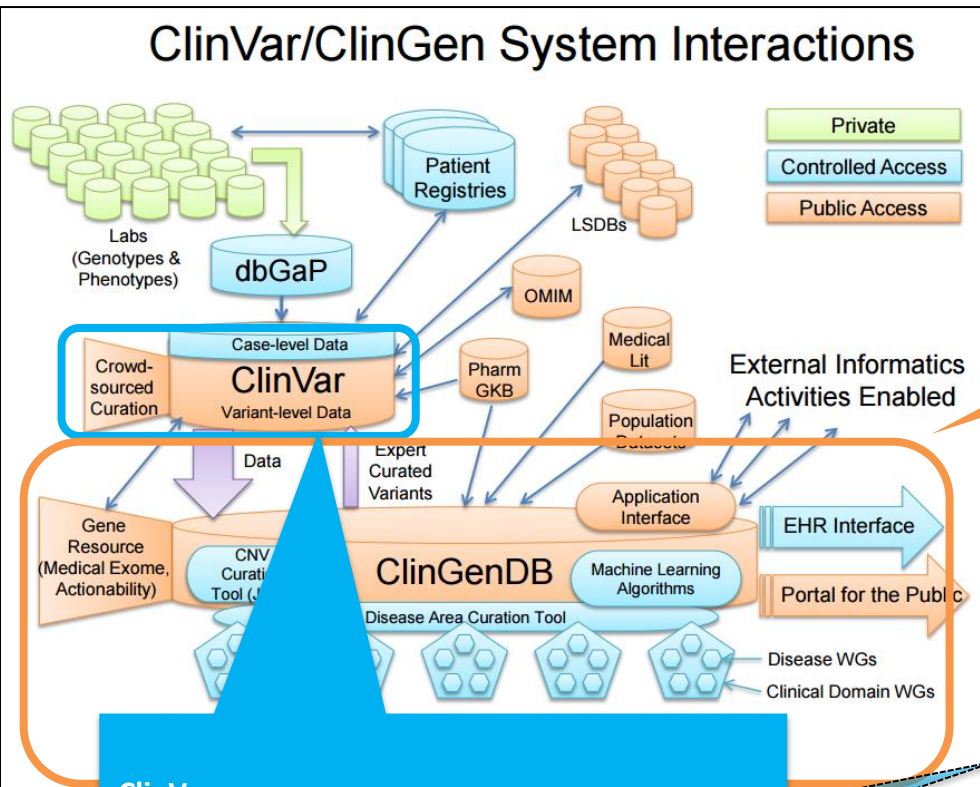 ClinVar/ClinGen System Interactions
Private
Controlled Access
Public Access
Patient
Registries
LSDBs
Labs
(Genotypes &
Phenotypes)
dbGaP
OMIM
Case-level Data
ClinVar
Variant-level Data
Crowd-
sourced
Curation
Pharm
GKB
Medical
Lit
Population
Datasets
External Informatics
Activities Enabled
Data
Expert
Curated
Variants
Application
Interface
EHR Interface
Gene
Resource
(Medical Exome,
Actionability)
CNV
Tool
ClinGenDB
Machine Learning
Algorithms
Portal for the Public
Disease Area Curation Tool
Disease WGs
Clinical Domain WGs